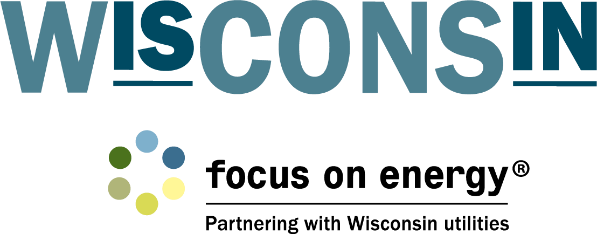 WISCONSIN
focus on energy®
Partnering with Wisconsin utilities